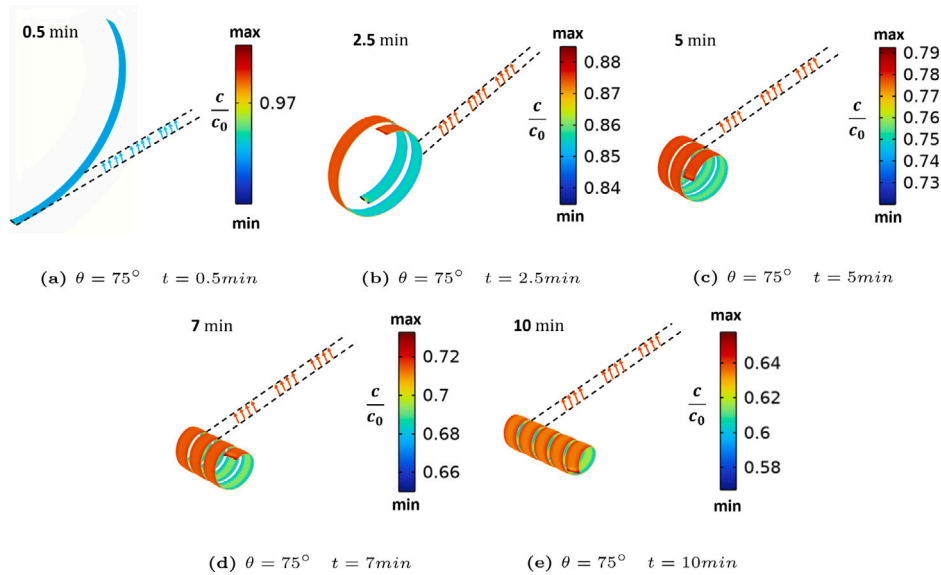 0.5 min
max
0.97
c/c₀
min
(a) θ = 75° t = 0.5min
2.5 min
max
0.88
0.87
0.86
0.85
0.84
c/c₀
min
(b) θ = 75° t = 2.5min
5 min
max
0.79
0.78
0.77
0.76
0.75
0.74
0.73
c/c₀
min
(c) θ = 75° t = 5min
7 min
max
0.72
0.7
0.68
0.66
c/c₀
min
(d) θ = 75° t = 7min
10 min
max
0.64
0.62
0.6
0.58
c/c₀
min
(e) θ = 75° t = 10min